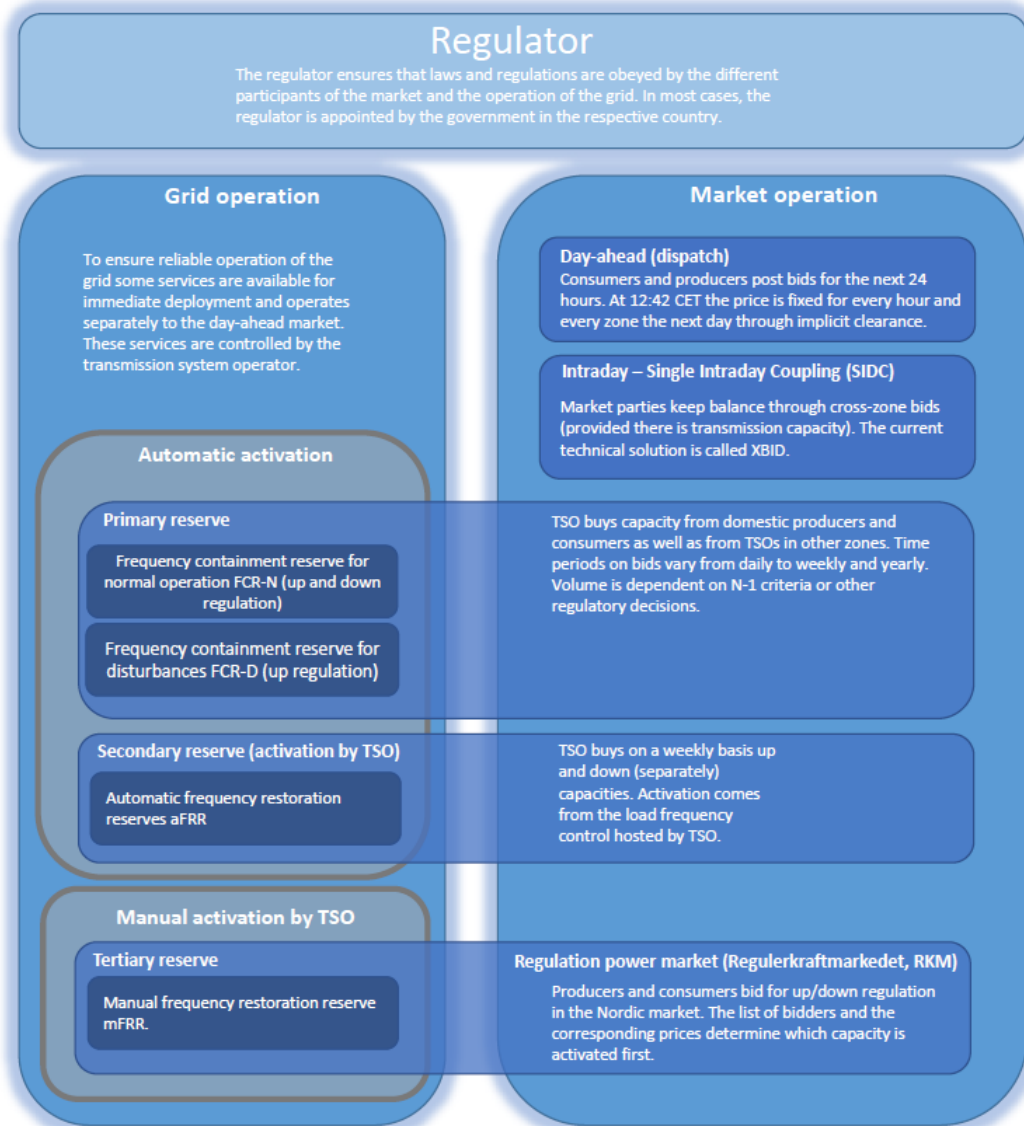 Regulator
The regulator ensures that laws and regulations are obeyed by the different
participants of the market and the operation of the grid. In most cases, the
regulator is appointed by the government in the respective country.
Grid operation
To ensure reliable operation of the
grid some services are available for
immediate deployment and operates
separately to the day-ahead market.
These services are controlled by the
transmission system operator.
Market operation
Day-ahead (dispatch)
Consumers and producers post bids for the next 24
hours. At 12:42 CET the price is fixed for every hour and
every zone the next day through implicit clearance.
Intraday – Single Intraday Coupling (SIDC)
Market parties keep balance through cross-zone bids
(provided there is transmission capacity). The current
technical solution is called XBID.
Automatic activation
Primary reserve
Frequency containment reserve for
normal operation FCR-N (up and down
regulation)
Frequency containment reserve for
disturbances FCR-D (up regulation)
TSO buys capacity from domestic producers and
consumers as well as from TSOs in other zones. Time
periods on bids vary from daily to weekly and yearly.
Volume is dependent on N-1 criteria or other
regulatory decisions.
Secondary reserve (activation by TSO)
Automatic frequency restoration
reserves aFRR
TSO buys on a weekly basis up
and down (separately)
capacities. Activation comes
from the load frequency
control hosted by TSO.
Manual activation by TSO
Tertiary reserve
Manual frequency restoration reserve
mFRR.
Regulation power market (Regulerkraftmarkedet, RKM)
Producers and consumers bid for up/down regulation
in the Nordic market. The list of bidders and the
corresponding prices determine which capacity is
activated first.